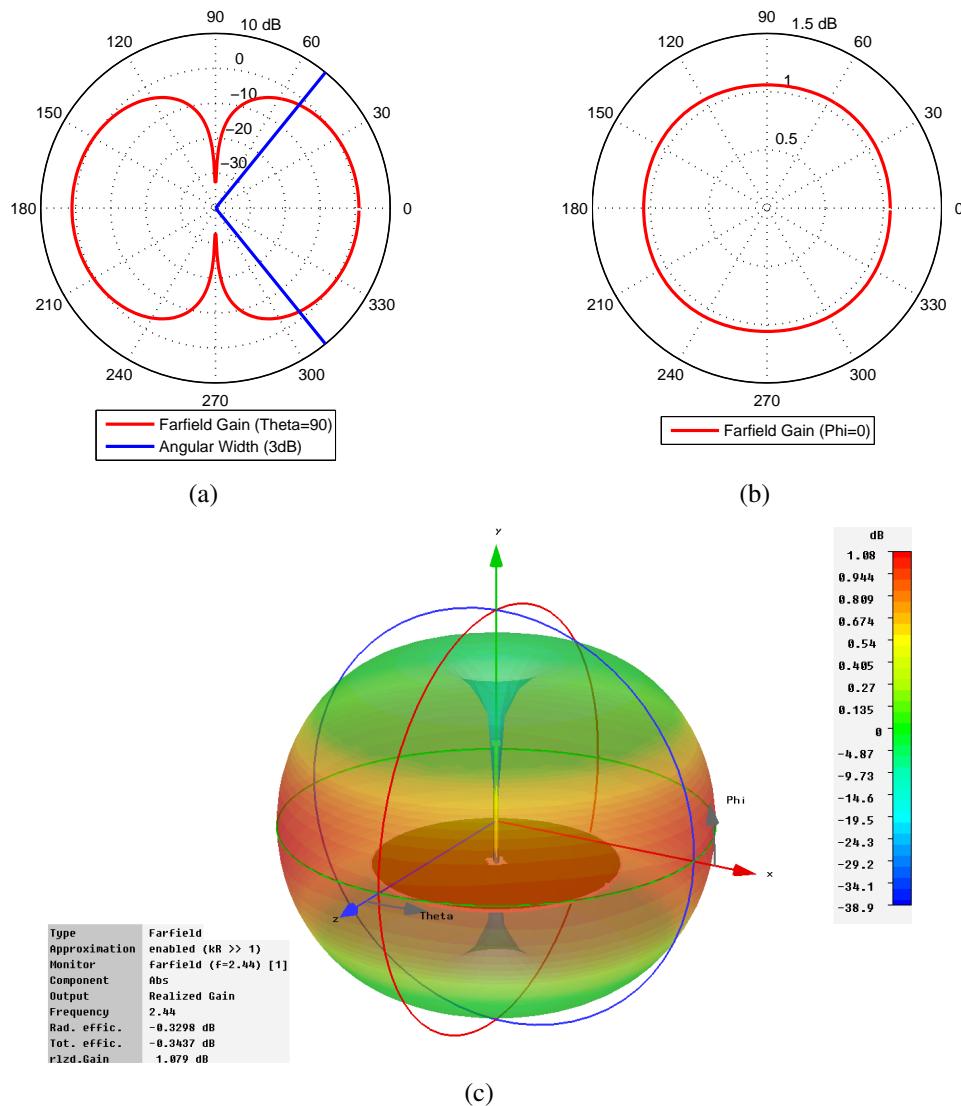 90
10 dB
120
60
0
150
−10
30
−20
−30
180
0
210
330
240
300
270
Farfield Gain (Theta=90)
Angular Width (3dB)
(a)
90
1.5 dB
120
60
1
150
30
0.5
180
0
210
330
240
300
270
Farfield Gain (Phi=0)
(b)
y
Phi
x
z
Theta
dB
1.08
0.944
0.809
0.674
0.54
0.405
0.27
0.135
0
-4.87
-9.73
-14.6
-19.5
-24.3
-29.2
-34.1
-38.9
Type Farfield
Approximation enabled (kR >> 1)
Monitor farfield (f=2.44) [1]
Component Abs
Output Realized Gain
Frequency 2.44
Rad. effic. -0.3298 dB
Tot. effic. -0.3437 dB
rlzd.Gain 1.079 dB
(c)